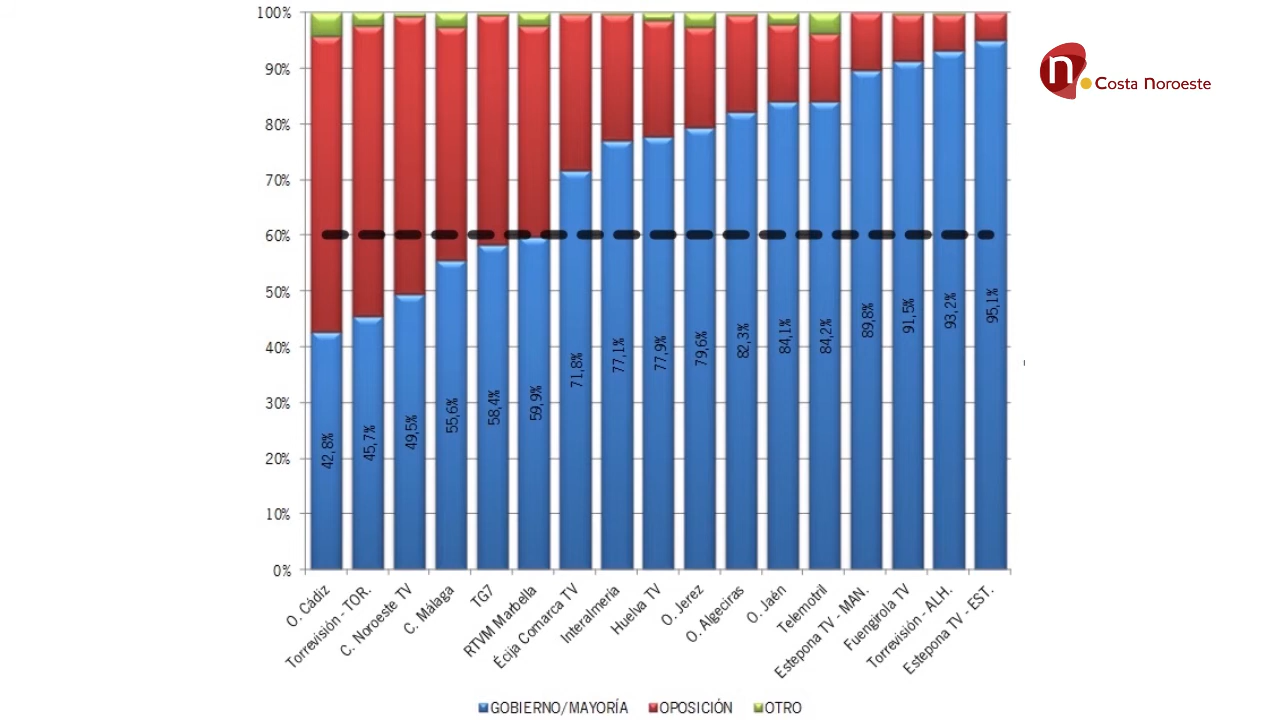 100%
90%
80%
70%
60%
50%
40%
30%
20%
10%
0%
42,8%
45,7%
49,5%
55,6%
58,4%
59,9%
71,8%
77,1%
77,9%
79,6%
82,3%
84,1%
84,2%
89,8%
91,5%
93,2%
95,1%
O. Cádiz
Torrevisión - TOR.
C. Noroeste TV
C. Málaga
TG7
RTVM Marbella
Écija Comarca TV
Interalmería
Huelva TV
O. Jerez
O. Algeciras
O. Jaén
Telemotril
Estepona TV - MAN.
Fuengirola TV
Torrevisión - ALH.
Estepona TV - EST.
GOBIERNO/MAYORÍA OPOSICIÓN OTRO
n
Costa Noroeste